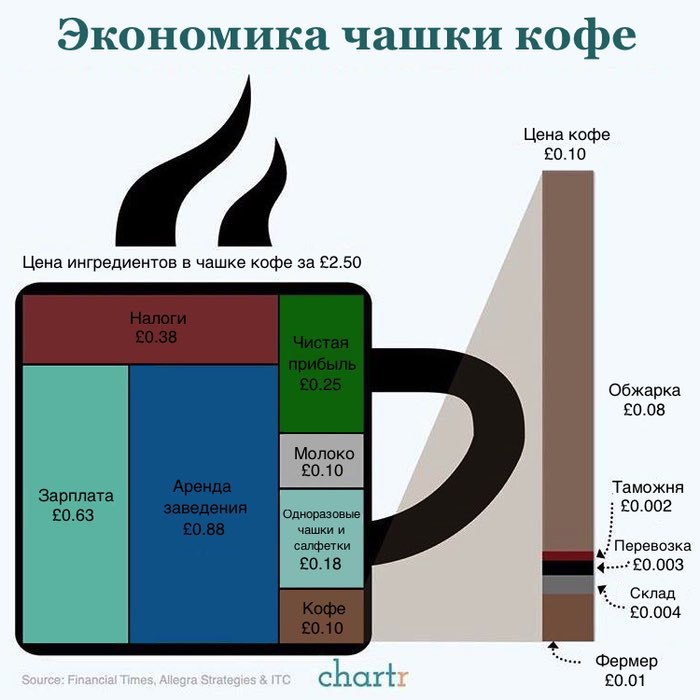 Экономика чашки кофе
Цена кофе
£0.10
Цена ингредиентов в чашке кофе за £2.50
Налоги
£0.38
Чистая
прибыль
£0.25
Молоко
£0.10
Зарплата
£0.63
Аренда
заведения
£0.88
Одноразовые
чашки и
салфетки
£0.18
Кофе
£0.10
Обжарка
£0.08
Таможня
£0.002
Перевозка
£0.003
Склад
£0.004
Фермер
£0.01
Source: Financial Times, Allegra Strategies & ITC
chartr